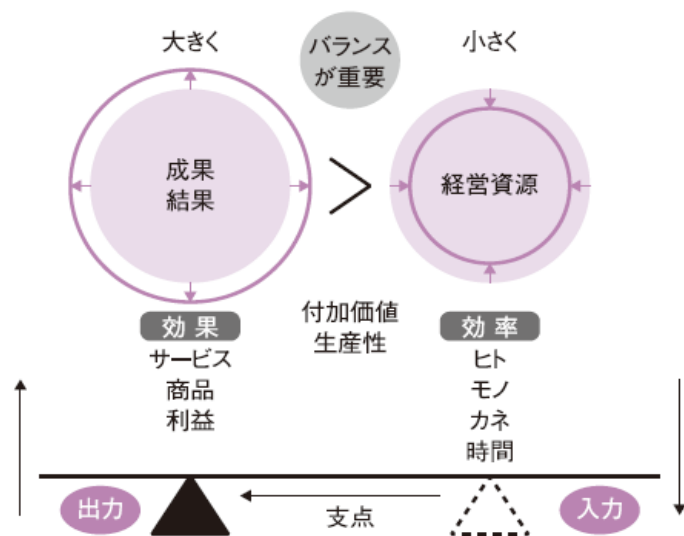 大きく
バランス
が重要
小さく
成果
結果
>
経営資源
効果
サービス
商品
利益
付加価値
生産性
効率
ヒト
モノ
カネ
時間
出力
支点
入力